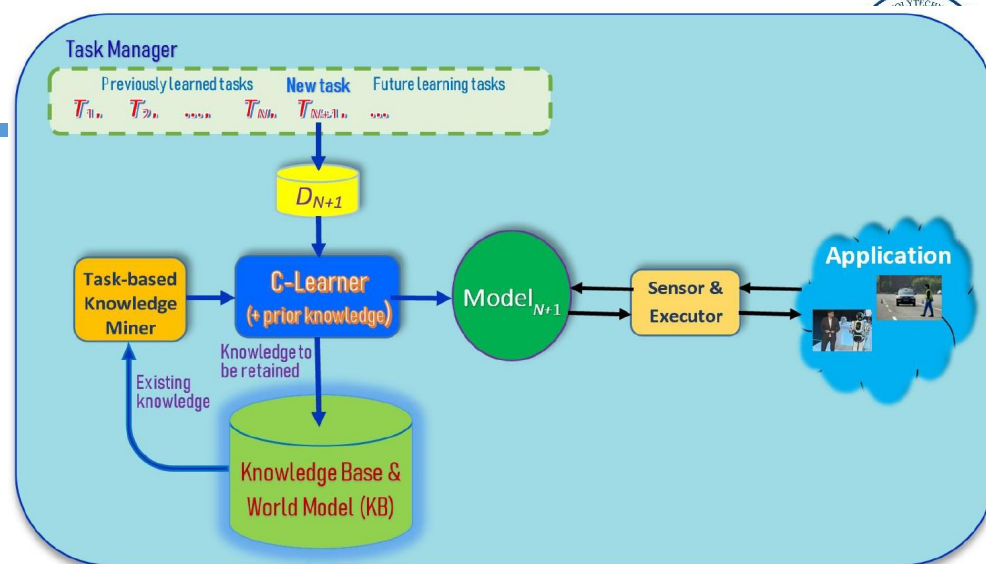 Task Manager
Previously learned tasks New task Future learning tasks
T1, T2, ...., TN, TN+1, ...
DN+1
Task-based
Knowledge
Miner
C-Learner
(+ prior knowledge)
ModelN+1
Sensor &
Executor
Application
Knowledge to
be retained
Existing
knowledge
Knowledge Base &
World Model (KB)